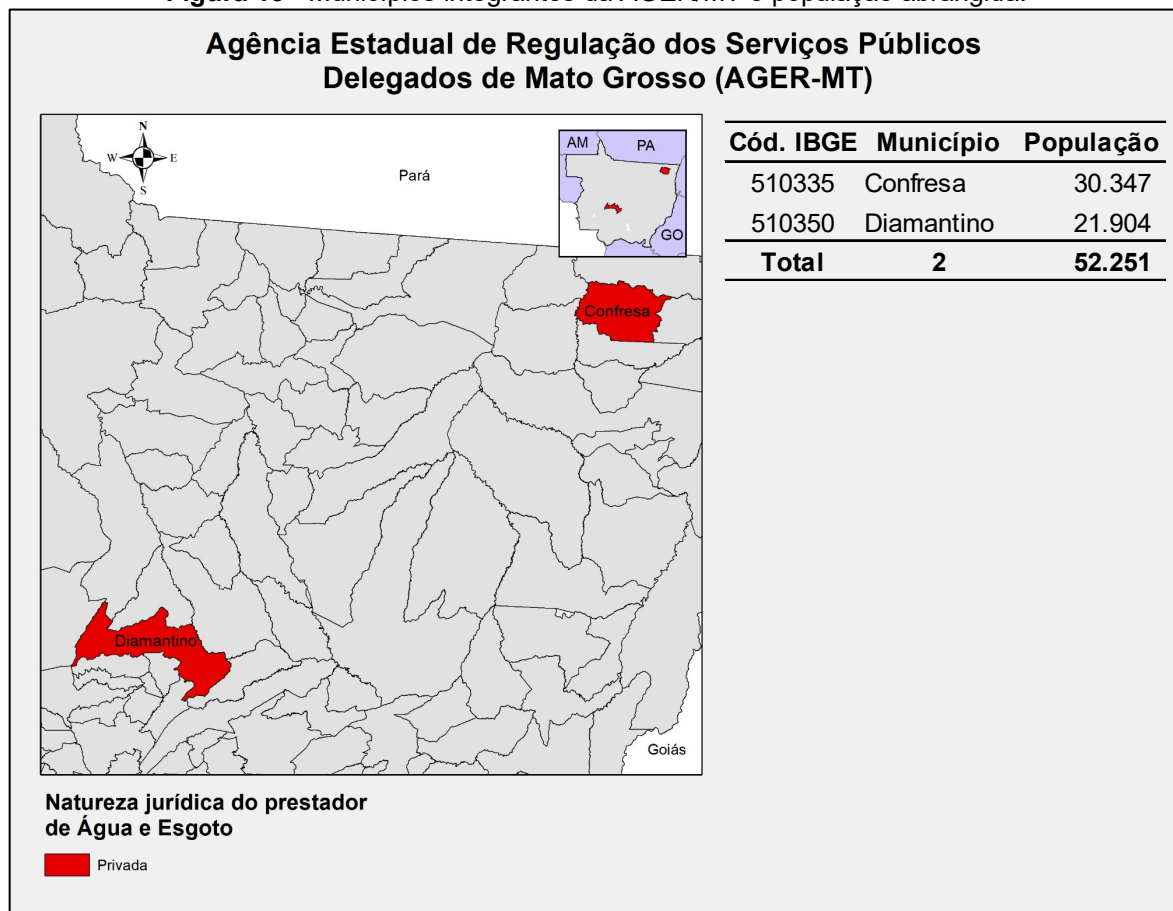 Agência Estadual de Regulação dos Serviços Públicos
Delegados de Mato Grosso (AGER-MT)
N
W E
S
Pará
AM PA
GO
Confresa
Diamantino
Goiás
Cód. IBGE Município População
510335 Confresa 30.347
510350 Diamantino 21.904
Total 2 52.251
Natureza jurídica do prestador
de Água e Esgoto
Privada